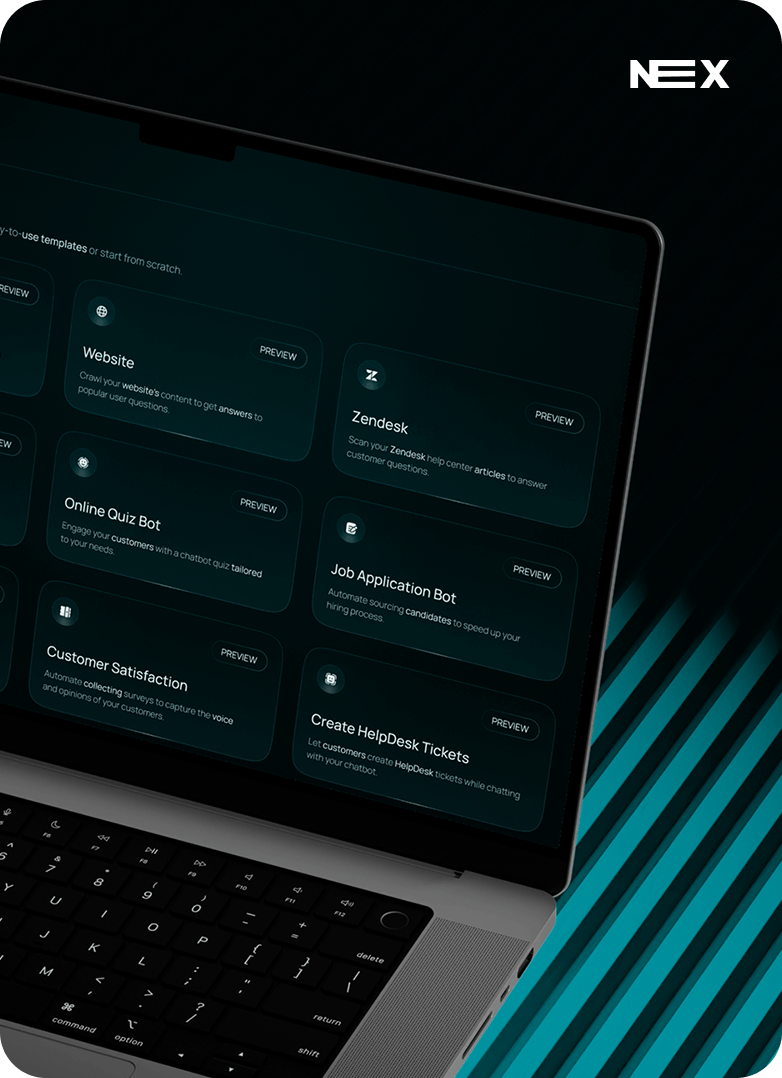 NEX
y-to-use templates or start from scratch.
REVIEW
Website
PREVIEW
Crawl your website's content to get answers to
popular user questions.
Zendesk
PREVIEW
Scan your Zendesk help center articles to answer
customer questions.
EW
Online Quiz Bot
PREVIEW
Engage your customers with a chatbot quiz tailored
to your needs.
Job Application Bot
PREVIEW
Automate sourcing candidates to speed up your
hiring process.
Customer Satisfaction
PREVIEW
Automate collecting surveys to capture the voice
and opinions of your customers.
Create HelpDesk Tickets
PREVIEW
Let customers create HelpDesk tickets while chatting
with your chatbot.
F6 F7 F8 F9 F10 F11 F12
^ 6 & 7 * 8 ( 9 ) 0 — - + = delete
Y U I O P { [ } ] | \
J K L : ; " ' return
M < , > . ? / shift
⌘ command ⌥ option